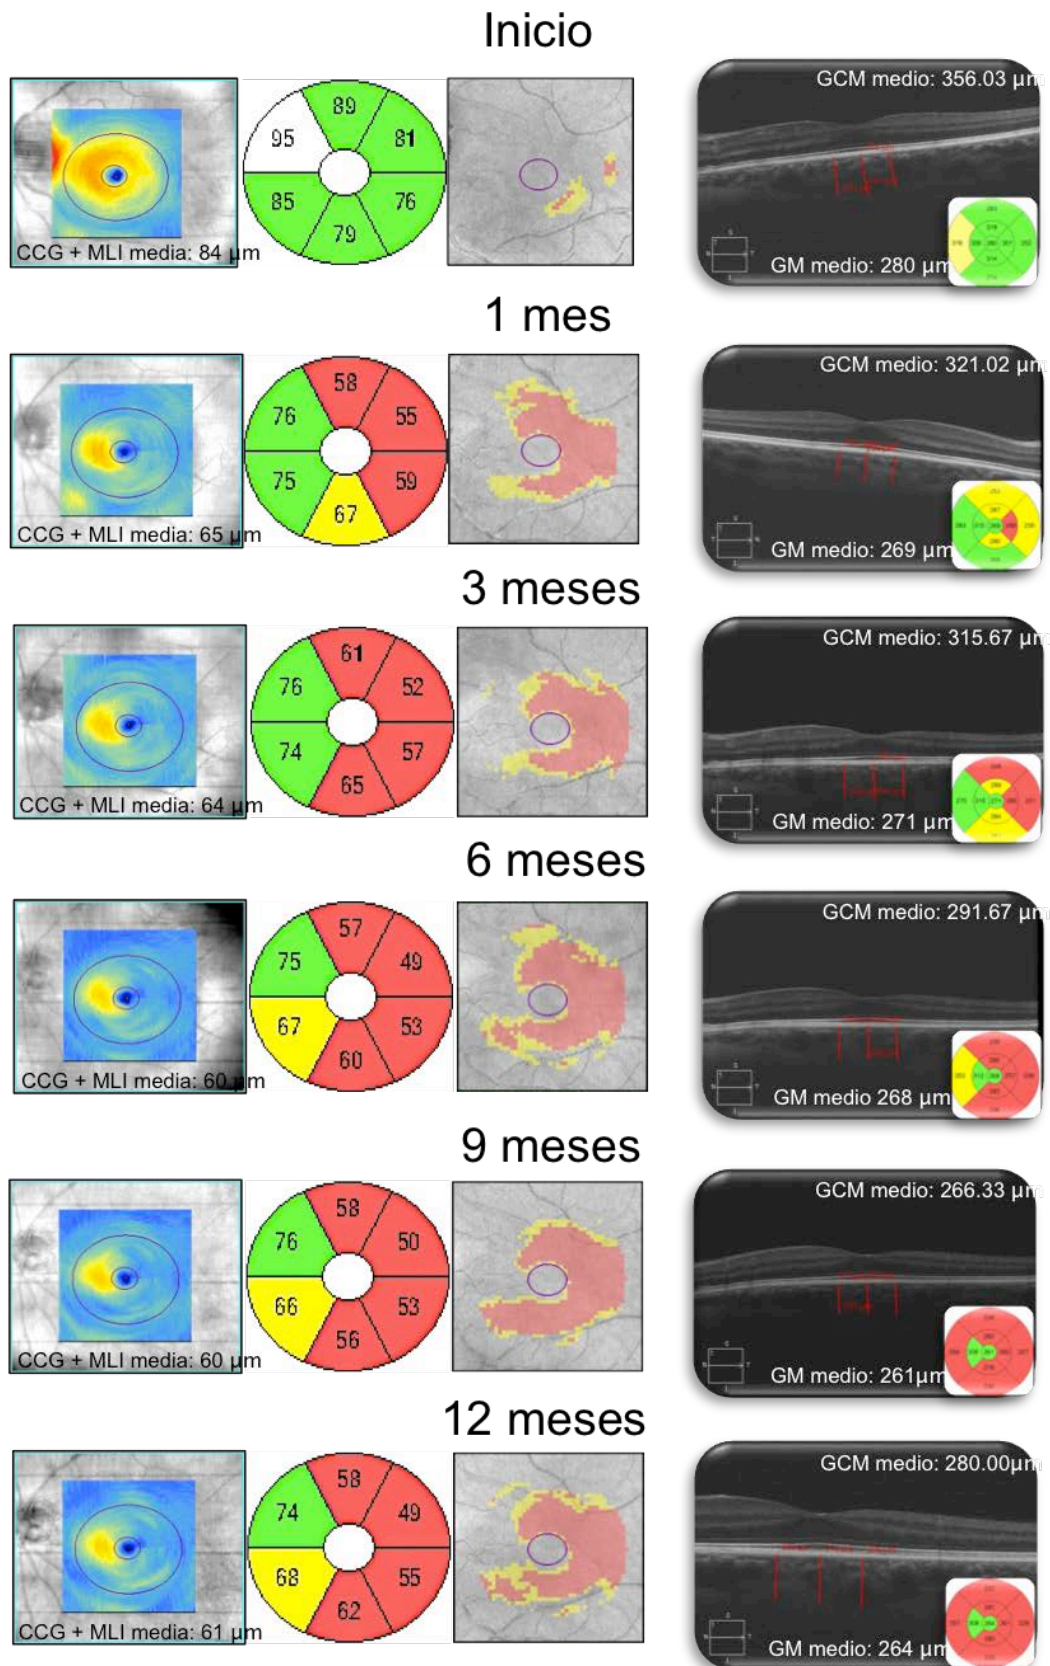 Inicio
GCM medio: 356.03 µm
89
95
81
85
76
79
CCG + MLI media: 84 µm
GM medio: 280 µm
1 mes
GCM medio: 321.02 µm
58
76
55
75
59
67
CCG + MLI media: 65 µm
GM medio: 269 µm
3 meses
GCM medio: 315.67 µm
61
76
52
74
57
65
CCG + MLI media: 64 µm
GM medio: 271 µm
6 meses
GCM medio: 291.67 µm
57
75
49
67
53
60
CCG + MLI media: 60 µm
GM medio 268 µm
9 meses
GCM medio: 266.33 µm
58
76
50
66
53
56
CCG + MLI media: 60 µm
GM medio: 261µm
12 meses
GCM medio: 280.00µm
58
74
49
68
55
62
CCG + MLI media: 61 µm
GM medio: 264 µm